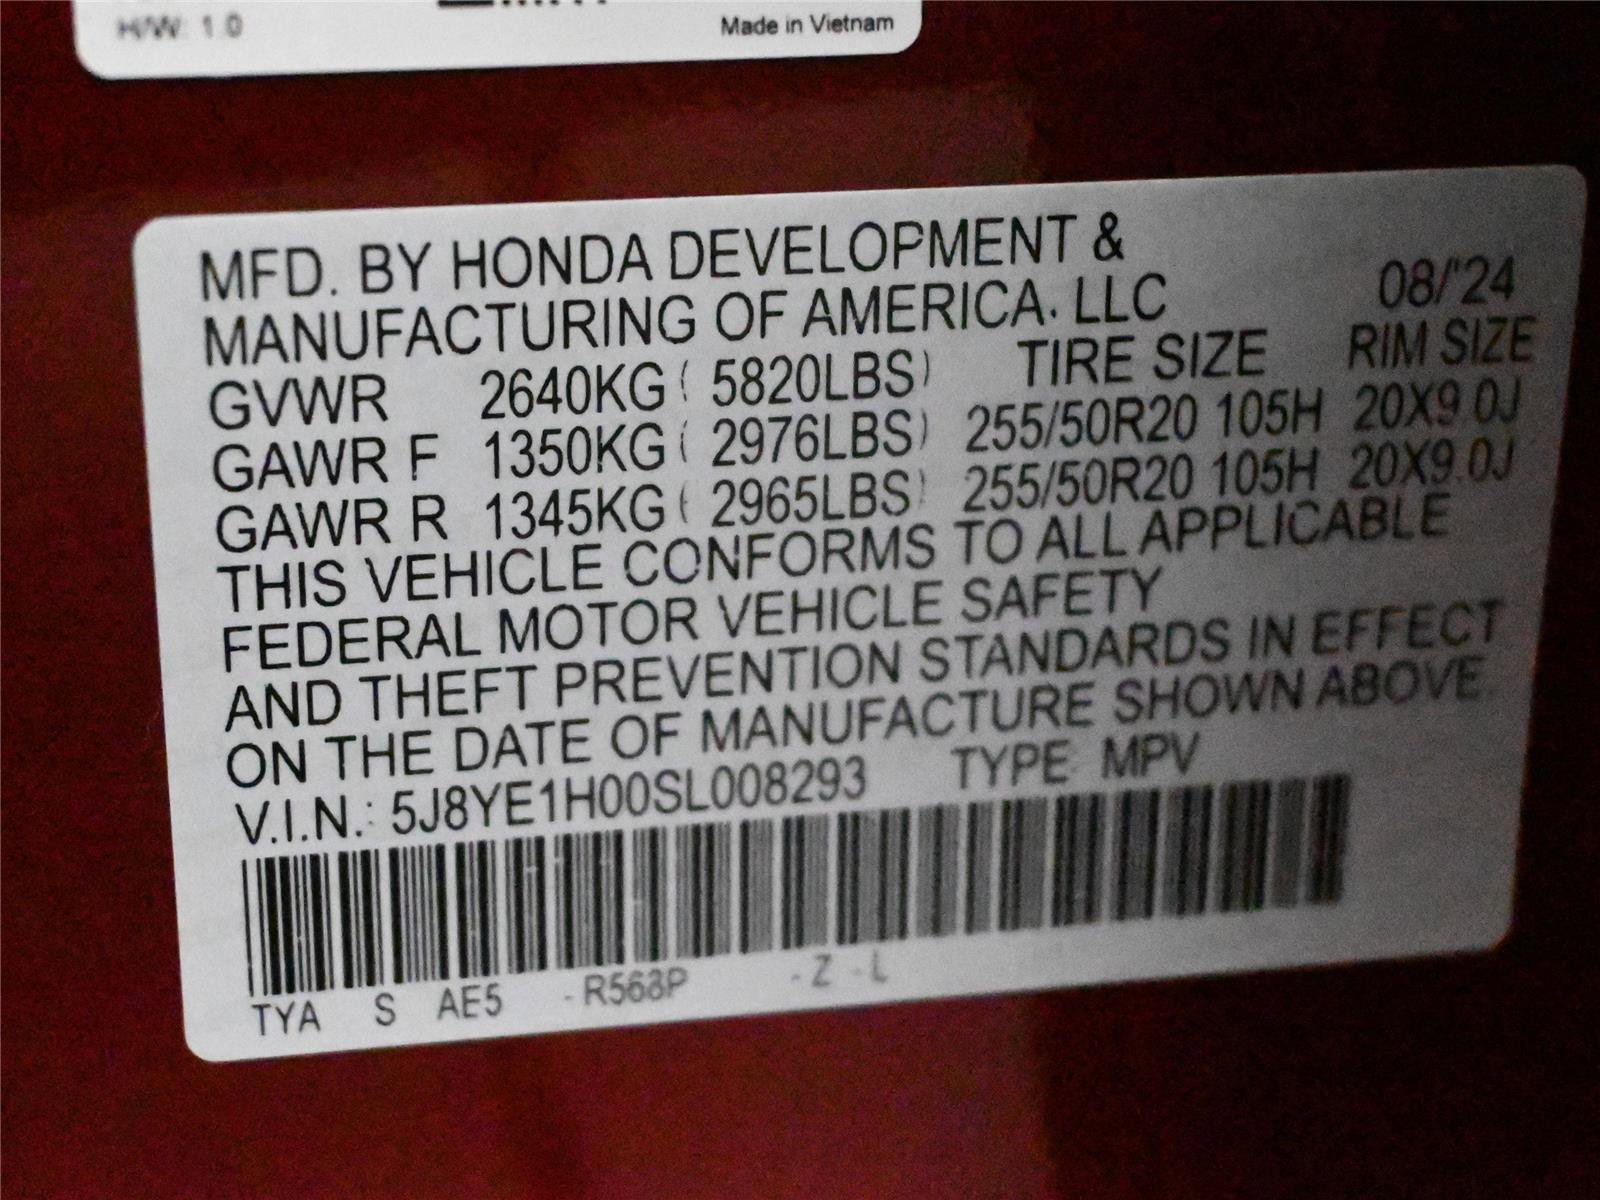 H/W: 1.0
Made in Vietnam
MFD. BY HONDA DEVELOPMENT &
MANUFACTURING OF AMERICA. LLC 08/'24
GVWR 2640KG ( 5820LBS) TIRE SIZE RIM SIZE
GAWR F 1350KG ( 2976LBS) 255/50R20 105H 20X9.0J
GAWR R 1345KG ( 2965LBS) 255/50R20 105H 20X9.0J
THIS VEHICLE CONFORMS TO ALL APPLICABLE
FEDERAL MOTOR VEHICLE SAFETY
AND THEFT PREVENTION STANDARDS IN EFFECT
ON THE DATE OF MANUFACTURE SHOWN ABOVE.
V.I.N.: 5J8YE1H00SL008293 TYPE: MPV
TYA S AE5 -R568P - Z - L